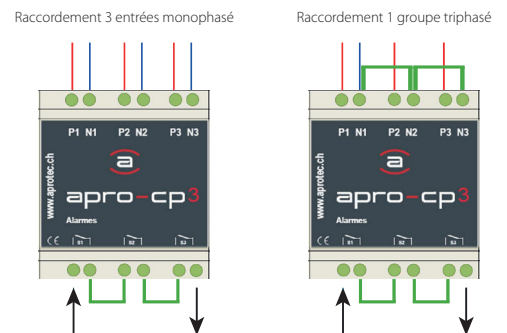 Raccordement 3 entrées monophasé
P1 N1 P2 N2 P3 N3
a
www.aprotec.ch
apro-cp3
Alarmes
CE S1 S2 S3
Raccordement 1 groupe triphasé
P1 N1 P2 N2 P3 N3
a
www.aprotec.ch
apro-cp3
Alarmes
CE S1 S2 S3